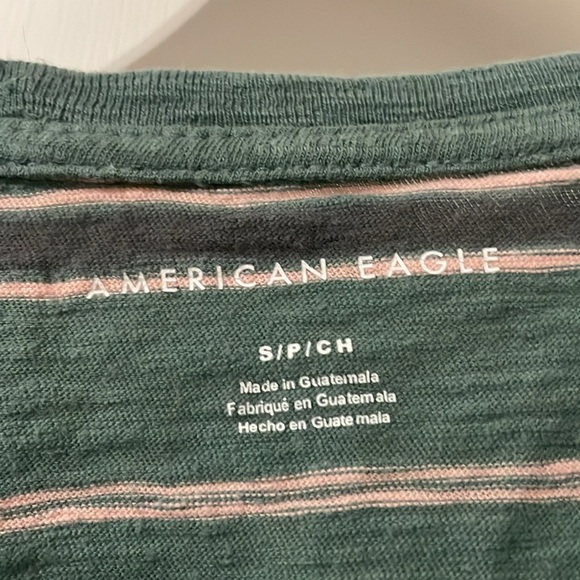 AMERICAN EAGLE
S/P/CH
Made in Guatemala
Fabriqué en Guatemala
Hecho en Guatemala